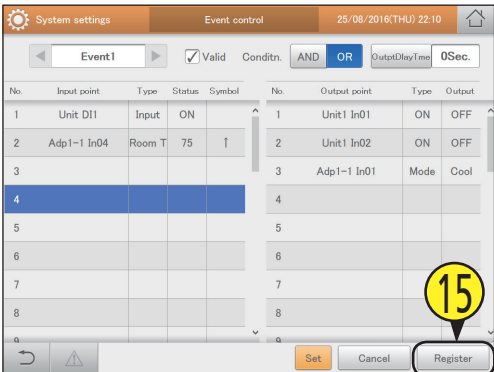 System settings Event control 25/08/2016(THU) 22:10
Event1 Valid Conditn. AND OR OutptDlayTme 0Sec.
No. Input point Type Status Symbol No. Output point Type Output
1 Unit DI1 Input ON 1 Unit1 In01 ON OFF
2 Adp1-1 In04 Room T 75 ↑ 2 Unit1 In02 ON OFF
3 3 Adp1-1 In01 Mode Cool
4 4
5 5
6 6
7 7
8 8
9 9
15
Set Cancel Register